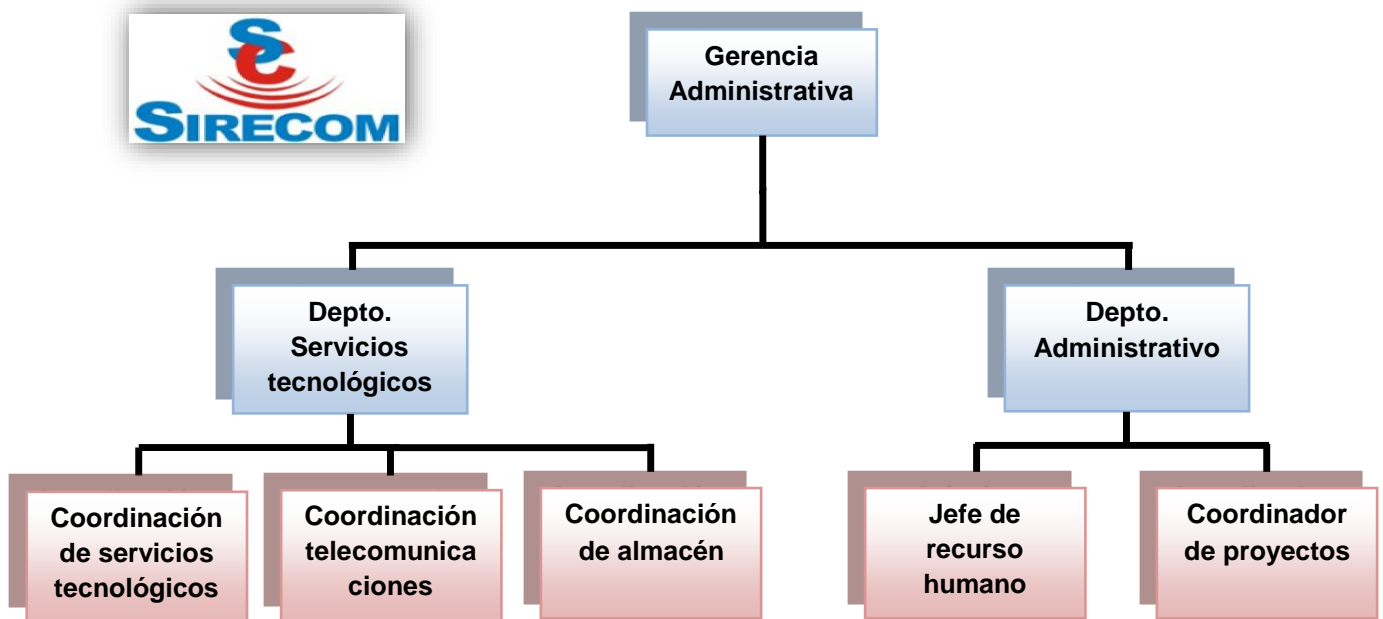 SC
SIRECOM
Gerencia
Administrativa
Depto.
Servicios
tecnológicos
Depto.
Administrativo
Coordinación
de servicios
tecnológicos
Coordinación
telecomunica
ciones
Coordinación
de almacén
Jefe de
recurso
humano
Coordinador
de proyectos